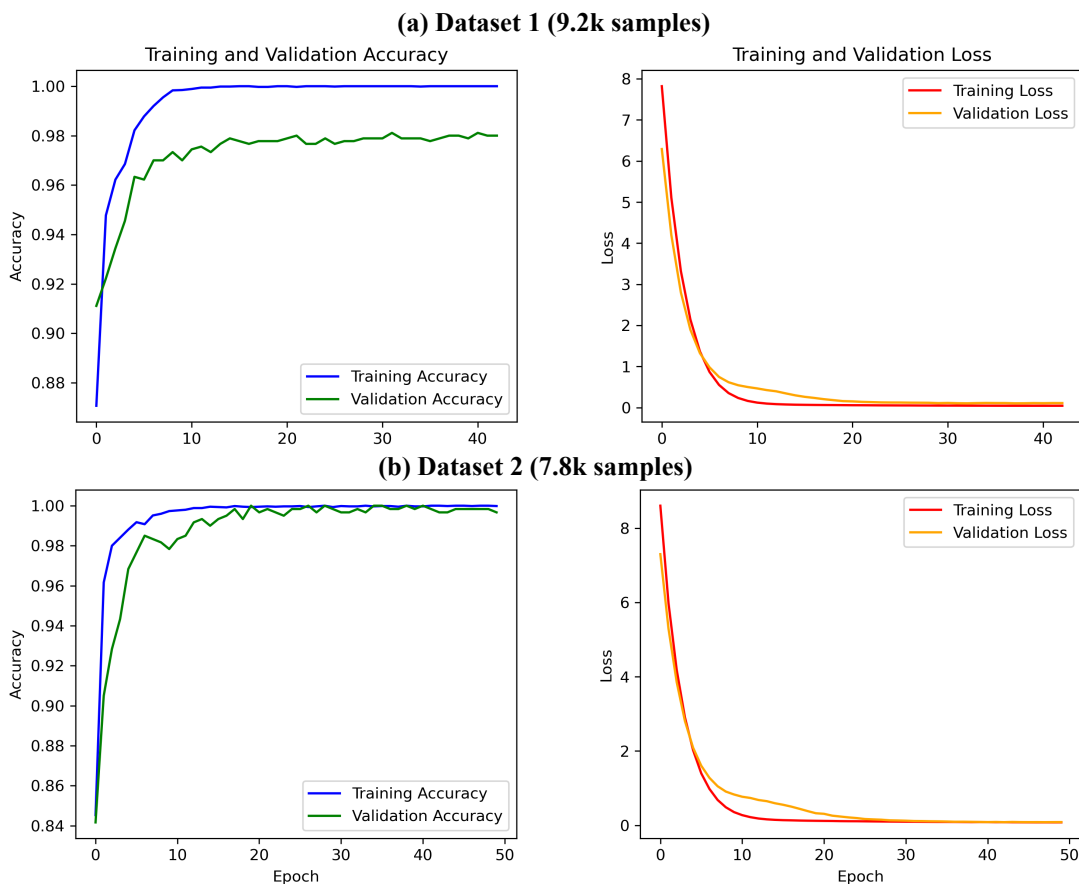 (a) Dataset 1 (9.2k samples)
Training and Validation Accuracy
Accuracy
1.00
0.98
0.96
0.94
0.92
0.90
0.88
Training Accuracy
Validation Accuracy
0 10 20 30 40
Training and Validation Loss
Loss
8
7
6
5
4
3
2
1
0
Training Loss
Validation Loss
0 10 20 30 40
(b) Dataset 2 (7.8k samples)
Accuracy
1.00
0.98
0.96
0.94
0.92
0.90
0.88
0.86
0.84
Training Accuracy
Validation Accuracy
0 10 20 30 40 50
Epoch
Loss
8
6
4
2
0
Training Loss
Validation Loss
0 10 20 30 40 50
Epoch